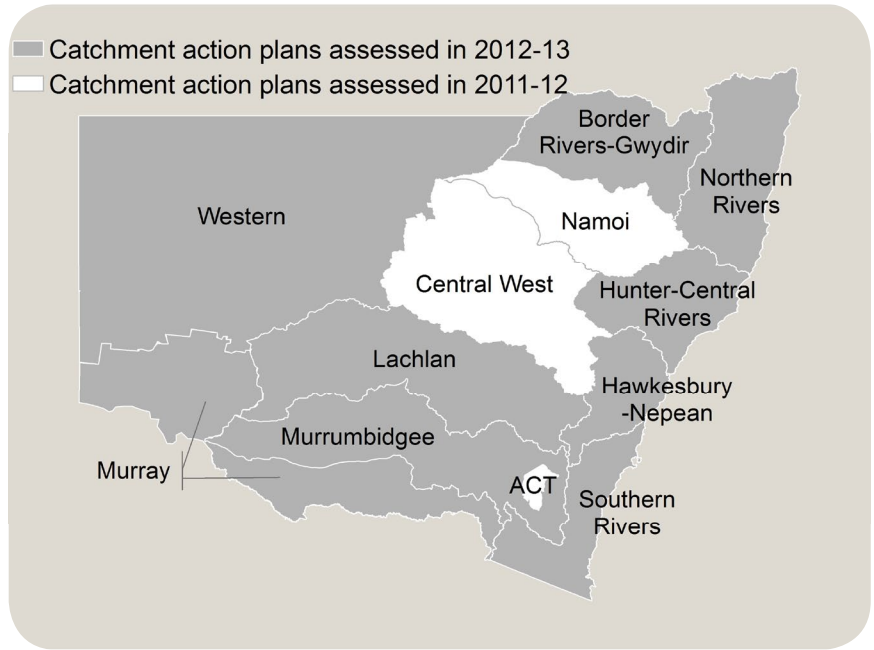 Catchment action plans assessed in 2012-13
Catchment action plans assessed in 2011-12
Border
Rivers-Gwydir
Northern
Rivers
Western
Namoi
Central West
Hunter-Central
Rivers
Lachlan
Hawkesbury
-Nepean
Murrumbidgee
Murray
ACT
Southern
Rivers